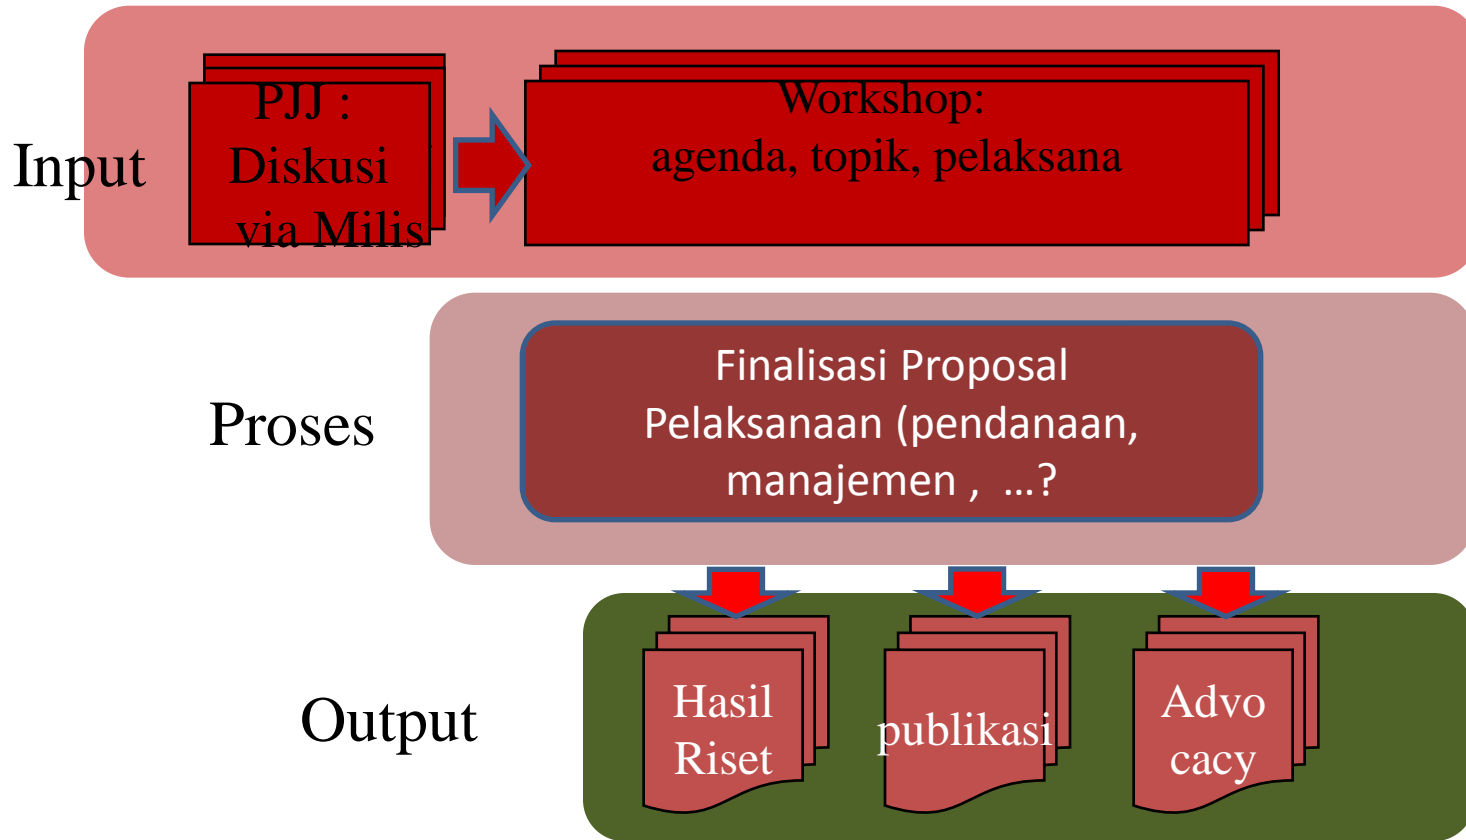 Input
PJJ :
Diskusi
via Milis
Workshop:
agenda, topik, pelaksana
Proses
Finalisasi Proposal
Pelaksanaan (pendanaan,
manajemen , ...?
Output
Hasil
Riset
publikasi
Advo
cacy